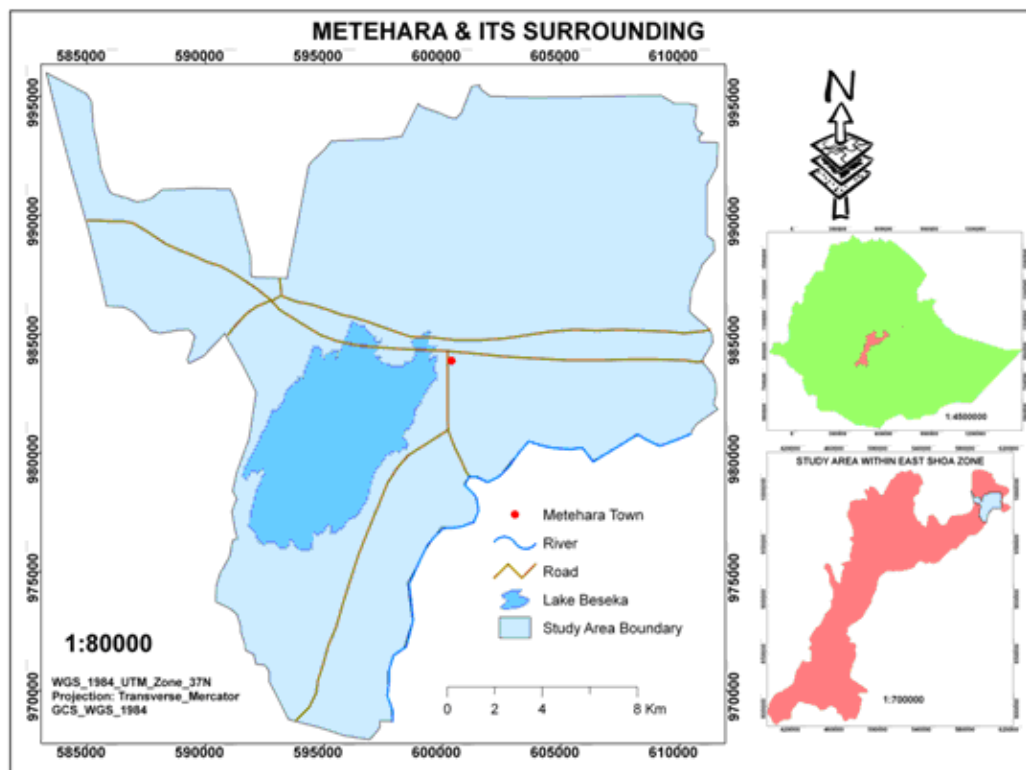 METEHARA & ITS SURROUNDING
585000 590000 595000 600000 605000 610000
995000 995000
990000 990000
985000 985000
980000 980000
975000 975000
970000 970000
N
1:4500000
STUDY AREA WITHIN EAST SHOA ZONE
1:700000
Metehara Town
River
Road
Lake Beseka
Study Area Boundary
1:80000
WGS_1984_UTM_Zone_37N
Projection: Transverse_Mercator
GCS_WGS_1984
0 2 4 8 Km
585000 590000 595000 600000 605000 610000